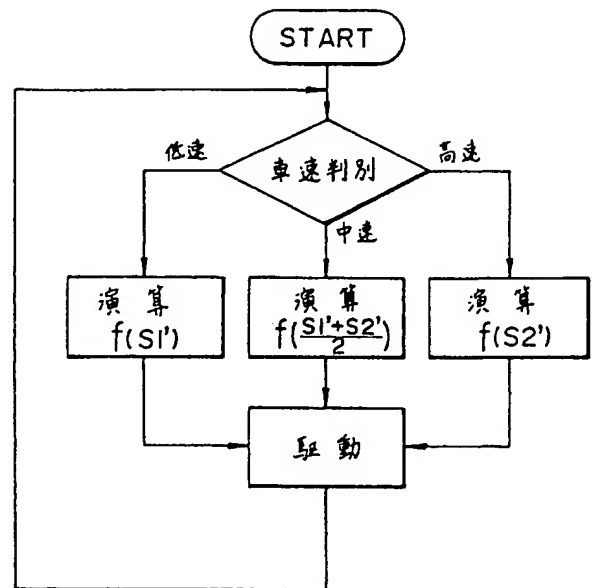 START
低速
車速判別
高速
中速
演算
f(S1')
演算
f((S1'+S2')/2)
演算
f(S2')
駆動